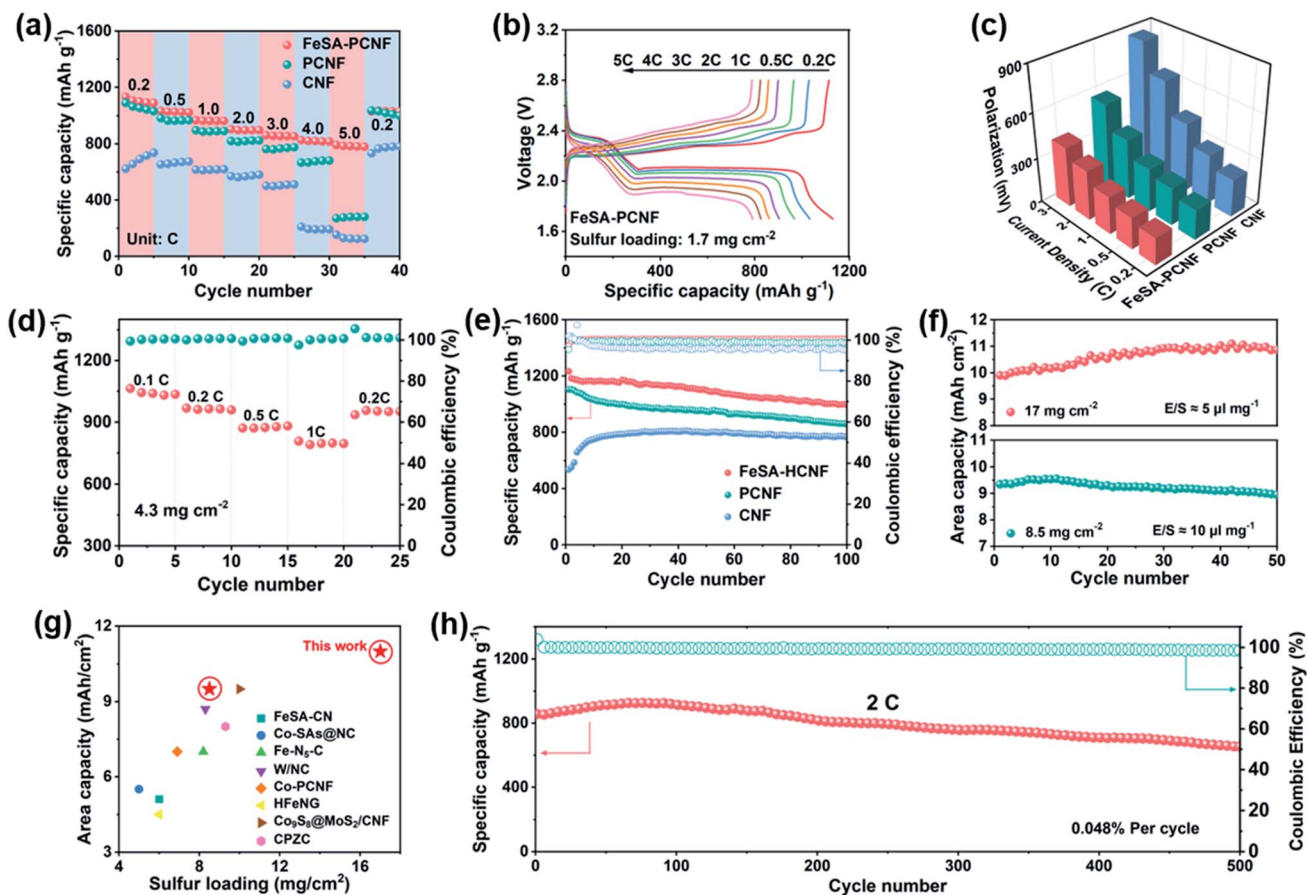 (a)
1600
1200
800
400
0
Specific capacity (mAh g⁻¹)
FeSA-PCNF
PCNF
CNF
0.2
0.5
1.0
2.0
3.0
4.0
5.0
0.2
Unit: C
0 10 20 30 40
Cycle number
(b)
3.2
2.8
2.4
2.0
1.6
Voltage (V)
5C 4C 3C 2C 1C 0.5C 0.2C
FeSA-PCNF
Sulfur loading: 1.7 mg cm⁻²
0 400 800 1200
Specific capacity (mAh g⁻¹)
(c)
900
600
300
0
Polarization (mV)
3
2
1
0.5
0.2
Current Density (C)
FeSA-PCNF
PCNF
CNF
(d)
1200
900
600
300
Specific capacity (mAh g⁻¹)
0.1 C
0.2 C
0.5 C
1C
0.2C
4.3 mg cm⁻²
100
80
60
40
20
0
Coulombic efficiency (%)
0 5 10 15 20 25
Cycle number
(e)
1600
1200
800
400
0
Specific capacity (mAh g⁻¹)
FeSA-HCNF
PCNF
CNF
100
80
60
40
20
0
Coulombic efficiency (%)
0 20 40 60 80 100
Cycle number
(f)
12
11
10
9
8
17 mg cm⁻²
E/S ≈ 5 μl mg⁻¹
11
10
9
8
7
8.5 mg cm⁻²
E/S ≈ 10 μl mg⁻¹
Area capacity (mAh cm⁻²)
0 10 20 30 40 50
Cycle number
(g)
12
9
6
3
Area capacity (mAh/cm²)
This work
FeSA-CN
Co-SAs@NC
Fe-N₅-C
W/NC
Co-PCNF
HFeNG
Co₉S₈@MoS₂/CNF
CPZC
4 8 12 16
Sulfur loading (mg/cm²)
(h)
1200
800
400
0
Specific capacity (mAh g⁻¹)
2 C
0.048% Per cycle
100
80
60
40
20
0
Coulombic Efficiency (%)
0 100 200 300 400 500
Cycle number